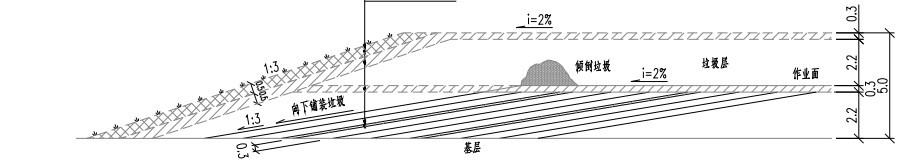 i=2%
0.3
1:3
倾倒垃圾
垃圾层
2.2
i=2%
作业面
0.3
5.0
向下铺装垃圾
1:3
2.2
0.3
基层